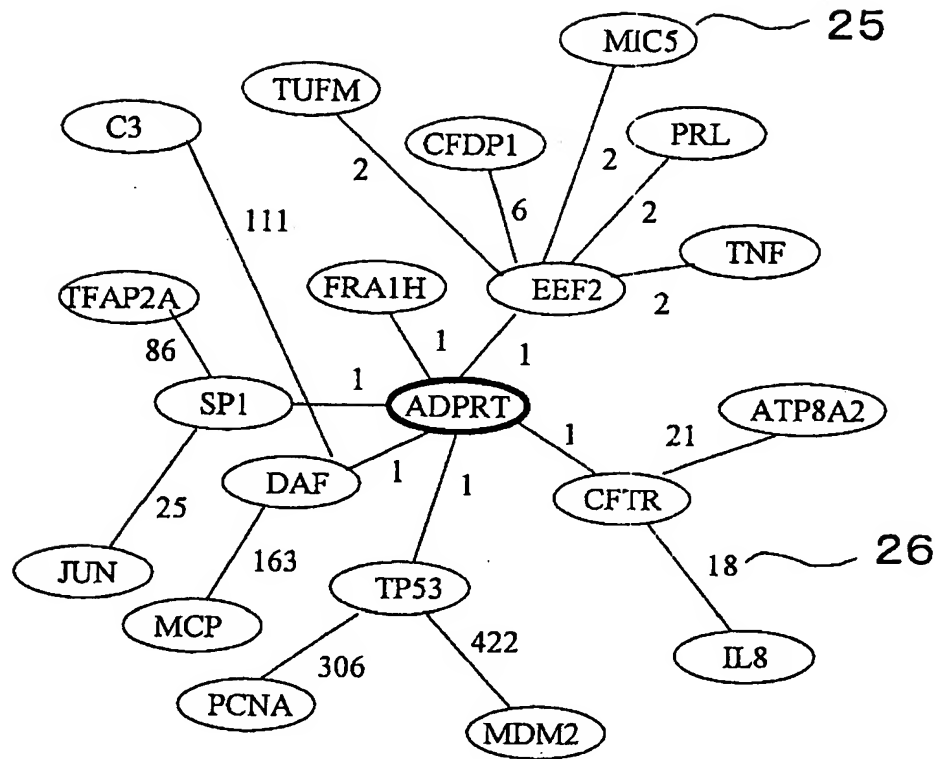 MIC5
25
TUFM
C3
CFDP1
PRL
2
2
6
2
111
TNF
FRA1H
EEF2
2
TFAP2A
86
1
1
1
SP1
ADPRT
ATP8A2
1
21
DAF
1
1
CFTR
25
18
26
JUN
163
TP53
MCP
422
306
IL8
PCNA
MDM2